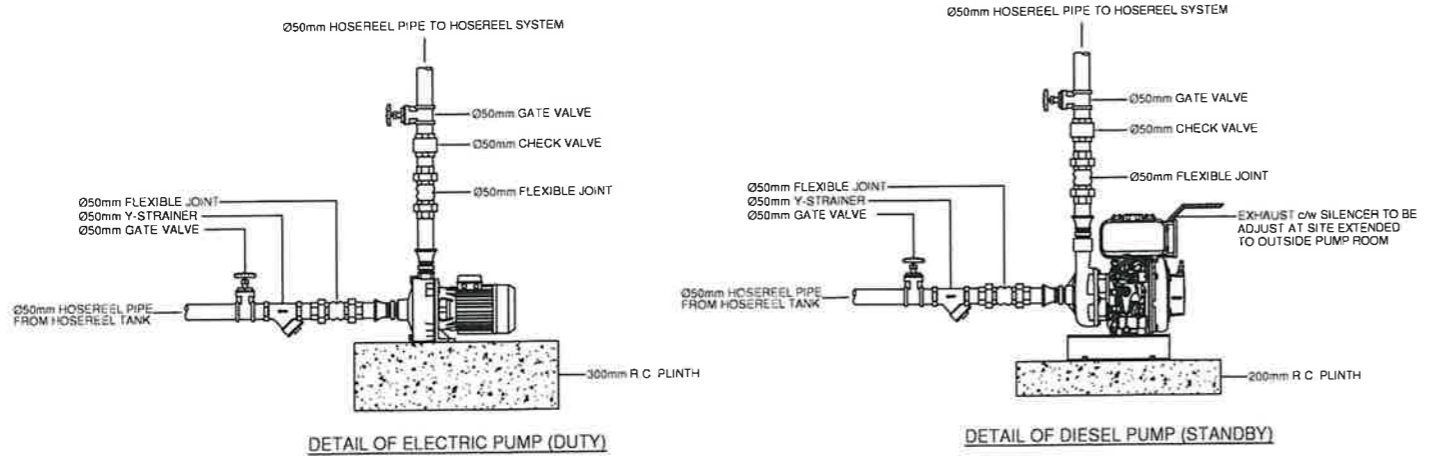 Ø50mm HOSEREEL PIPE TO HOSEREEL SYSTEM
Ø50mm GATE VALVE
Ø50mm CHECK VALVE
Ø50mm FLEXIBLE JOINT
Ø50mm FLEXIBLE JOINT
Ø50mm Y-STRAINER
Ø50mm GATE VALVE
Ø50mm HOSEREEL PIPE
FROM HOSEREEL TANK
300mm R.C. PLINTH
DETAIL OF ELECTRIC PUMP (DUTY)
Ø50mm HOSEREEL PIPE TO HOSEREEL SYSTEM
Ø50mm GATE VALVE
Ø50mm CHECK VALVE
Ø50mm FLEXIBLE JOINT
Ø50mm FLEXIBLE JOINT
Ø50mm Y-STRAINER
Ø50mm GATE VALVE
EXHAUST c/w SILENCER TO BE
ADJUST AT SITE EXTENDED
TO OUTSIDE PUMP ROOM
Ø50mm HOSEREEL PIPE
FROM HOSEREEL TANK
200mm R.C. PLINTH
DETAIL OF DIESEL PUMP (STANDBY)